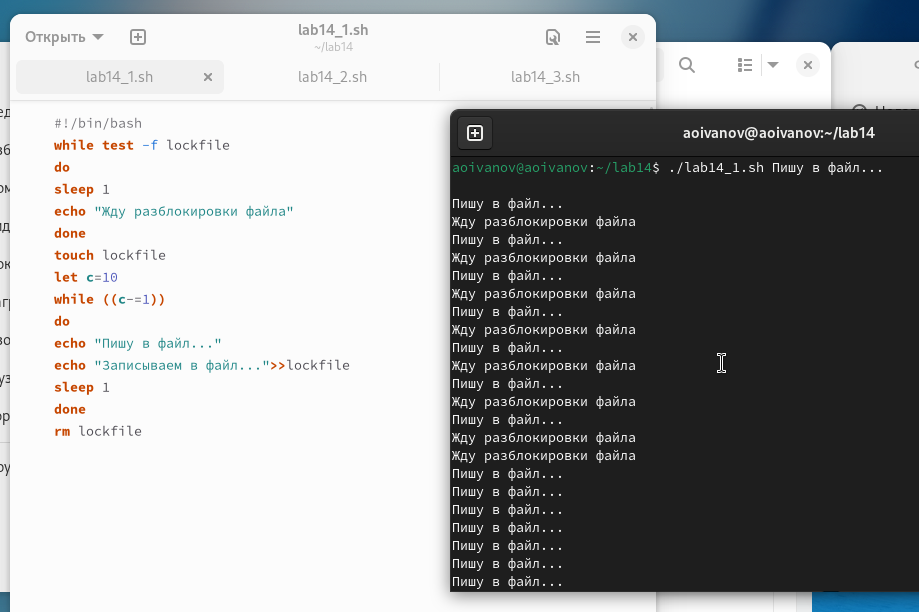 Открыть
lab14_1.sh
~/lab14
lab14_1.sh
lab14_2.sh
lab14_3.sh
#!/bin/bash
while test -f lockfile
do
sleep 1
echo "Жду разблокировки файла"
done
touch lockfile
let c=10
while ((c-=1))
do
echo "Пишу в файл..."
echo "Записываем в файл...">>lockfile
sleep 1
done
rm lockfile
aoivanov@aoivanov:~/lab14
aoivanov@aoivanov:~/lab14$ ./lab14_1.sh Пишу в файл...
Пишу в файл...
Жду разблокировки файла
Пишу в файл...
Жду разблокировки файла
Пишу в файл...
Жду разблокировки файла
Пишу в файл...
Жду разблокировки файла
Пишу в файл...
Жду разблокировки файла
Пишу в файл...
Жду разблокировки файла
Пишу в файл...
Жду разблокировки файла
Жду разблокировки файла
Пишу в файл...
Пишу в файл...
Пишу в файл...
Пишу в файл...
Пишу в файл...
Пишу в файл...
Пишу в файл...